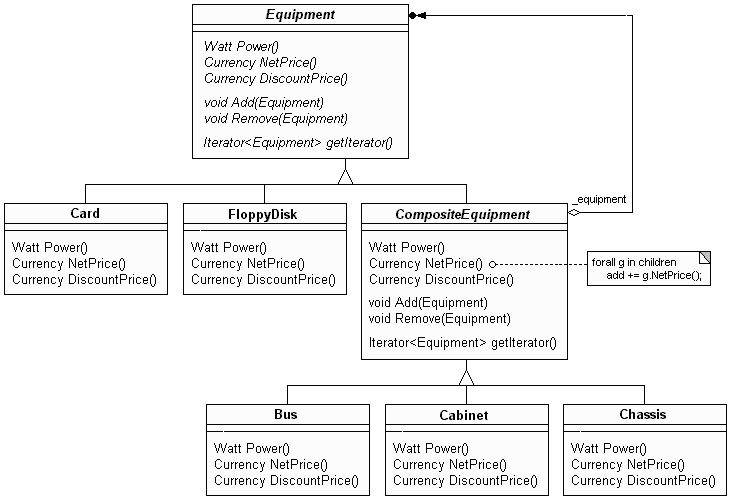 Equipment
Watt Power()
Currency NetPrice()
Currency DiscountPrice()
void Add(Equipment)
void Remove(Equipment)
Iterator<Equipment> getIterator()
_equipment
Card
Watt Power()
Currency NetPrice()
Currency DiscountPrice()
FloppyDisk
Watt Power()
Currency NetPrice()
Currency DiscountPrice()
CompositeEquipment
Watt Power()
Currency NetPrice()
Currency DiscountPrice()
void Add(Equipment)
void Remove(Equipment)
Iterator<Equipment> getIterator()
forall g in children
add += g.NetPrice();
Bus
Watt Power()
Currency NetPrice()
Currency DiscountPrice()
Cabinet
Watt Power()
Currency NetPrice()
Currency DiscountPrice()
Chassis
Watt Power()
Currency NetPrice()
Currency DiscountPrice()